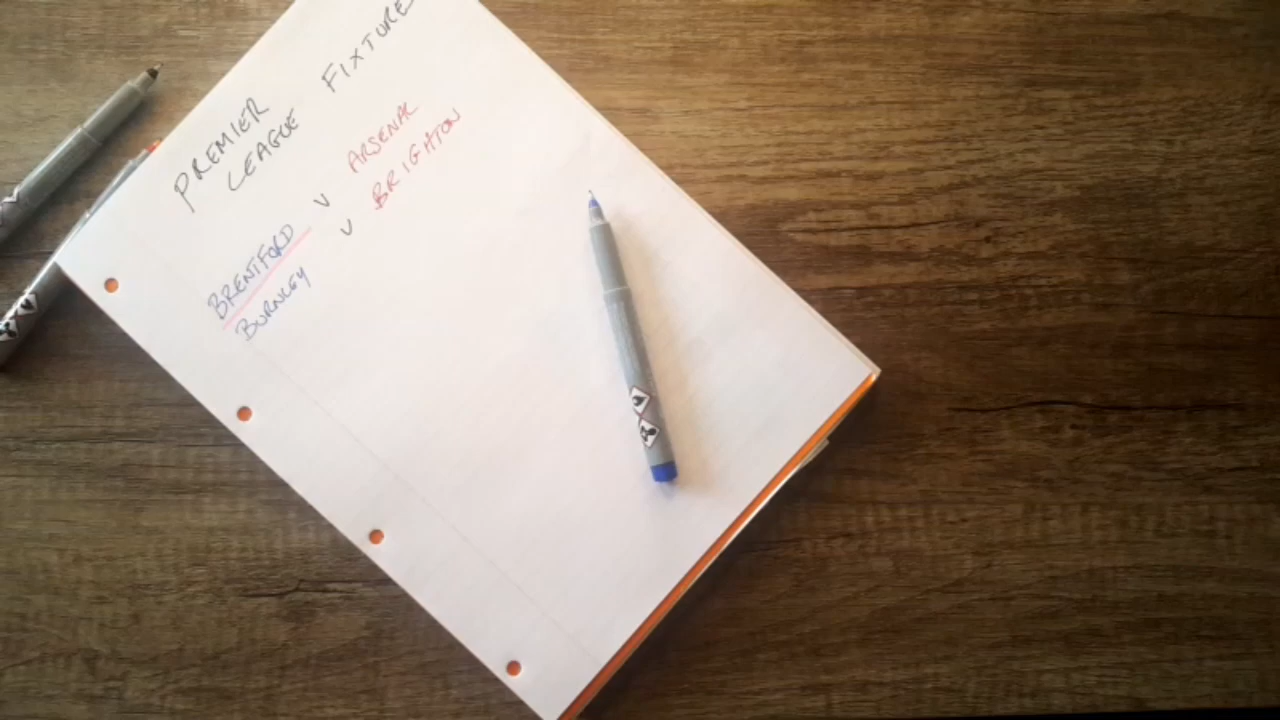 PREMIER LEAGUE FIXTURES
BRENTFORD v ARSENAL
BURNLEY v BRIGHTON